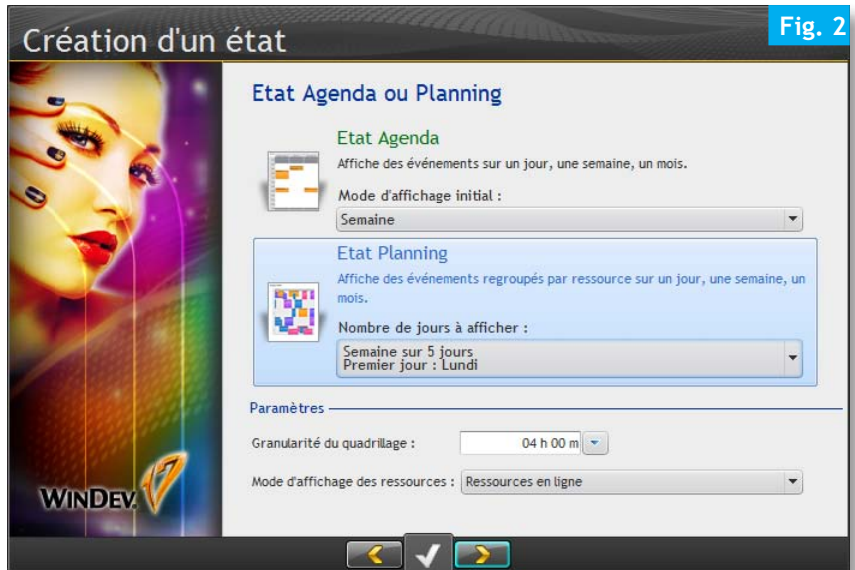 Création d'un état
Fig. 2
Etat Agenda ou Planning
Etat Agenda
Affiche des événements sur un jour, une semaine, un mois.
Mode d'affichage initial :
Semaine
Etat Planning
Affiche des événements regroupés par ressource sur un jour, une semaine, un
mois.
Nombre de jours à afficher :
Semaine sur 5 jours
Premier jour : Lundi
Paramètres
Granularité du quadrillage :
04 h 00 m
Mode d'affichage des ressources :
Ressources en ligne
WINDEV. 17